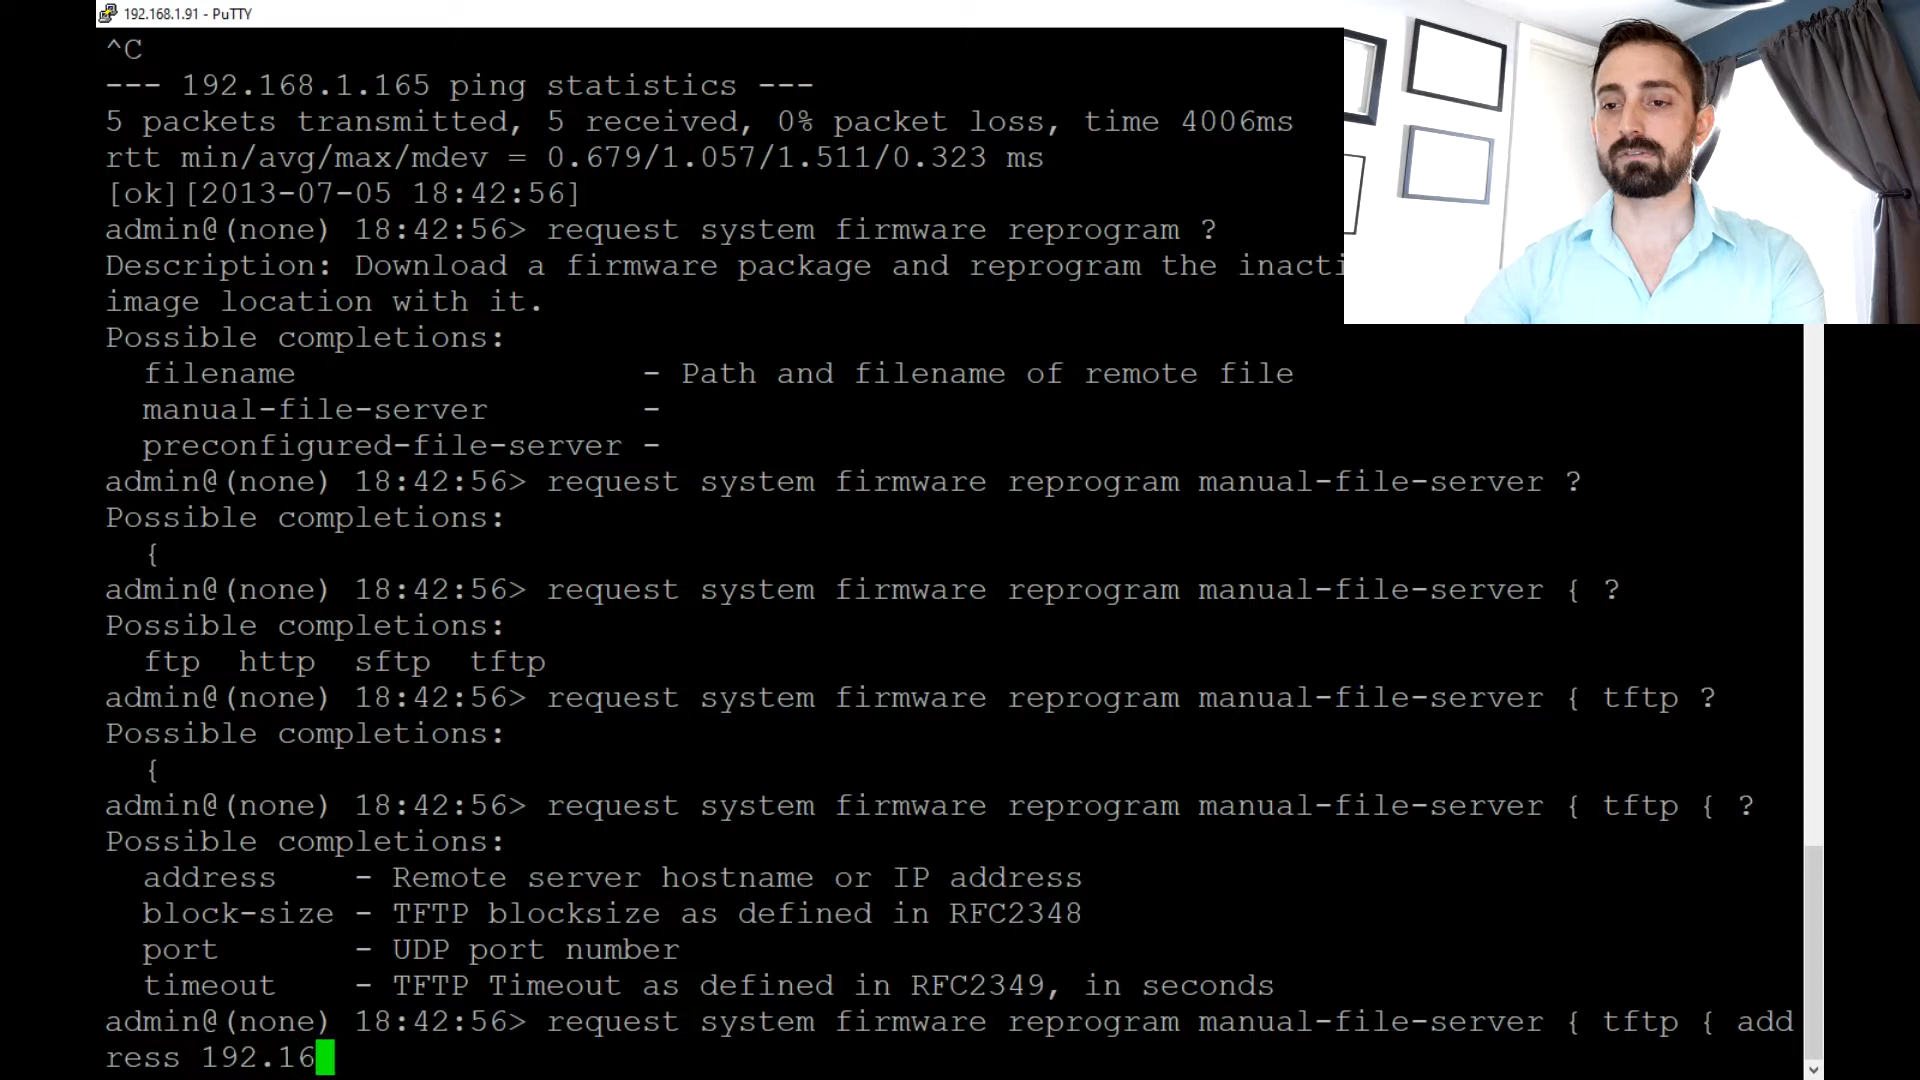 192.168.1.91 - PuTTY
^C
--- 192.168.1.165 ping statistics ---
5 packets transmitted, 5 received, 0% packet loss, time 4006ms
rtt min/avg/max/mdev = 0.679/1.057/1.511/0.323 ms
[ok][2013-07-05 18:42:56]
admin@(none) 18:42:56> request system firmware reprogram ?
Description: Download a firmware package and reprogram the inacti
image location with it.
Possible completions:
filename - Path and filename of remote file
manual-file-server -
preconfigured-file-server -
admin@(none) 18:42:56> request system firmware reprogram manual-file-server ?
Possible completions:
{
admin@(none) 18:42:56> request system firmware reprogram manual-file-server { ?
Possible completions:
ftp http sftp tftp
admin@(none) 18:42:56> request system firmware reprogram manual-file-server { tftp ?
Possible completions:
{
admin@(none) 18:42:56> request system firmware reprogram manual-file-server { tftp { ?
Possible completions:
address - Remote server hostname or IP address
block-size - TFTP blocksize as defined in RFC2348
port - UDP port number
timeout - TFTP Timeout as defined in RFC2349, in seconds
admin@(none) 18:42:56> request system firmware reprogram manual-file-server { tftp { add
ress 192.16